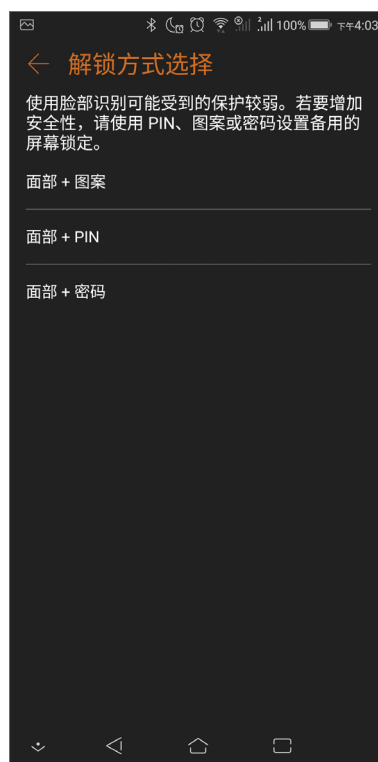 100% 下午4:03
解锁方式选择
使用脸部识别可能受到的保护较弱。若要增加
安全性，请使用 PIN、图案或密码设置备用的
屏幕锁定。
面部 + 图案
面部 + PIN
面部 + 密码